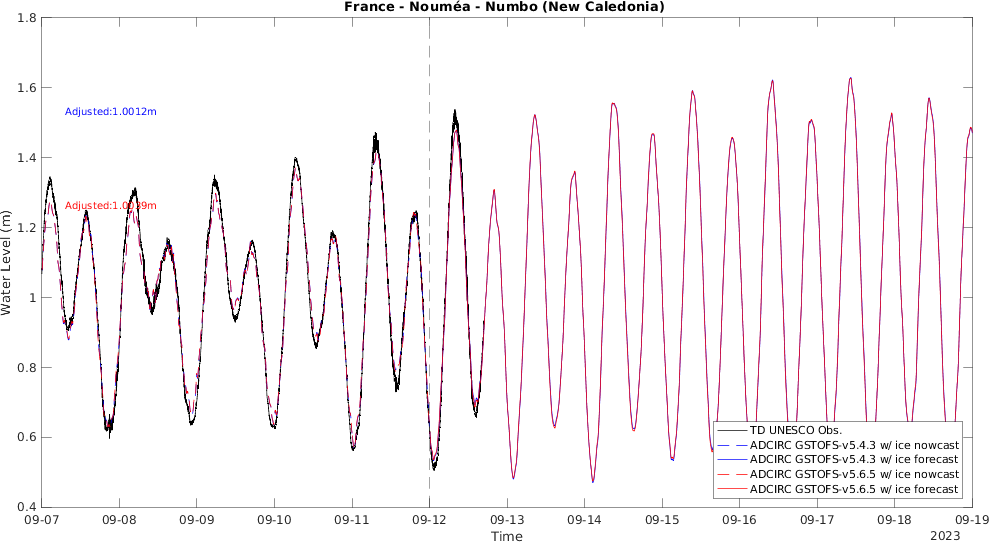 France - Nouméa - Numbo (New Caledonia)
1.8
1.6
1.4
1.2
1
0.8
0.6
0.4
Water Level (m)
Adjusted:1.0012m
Adjusted:1.0039m
TD UNESCO Obs.
ADCIRC GSTOFS-v5.4.3 w/ ice nowcast
ADCIRC GSTOFS-v5.4.3 w/ ice forecast
ADCIRC GSTOFS-v5.6.5 w/ ice nowcast
ADCIRC GSTOFS-v5.6.5 w/ ice forecast
09-07 09-08 09-09 09-10 09-11 09-12 09-13 09-14 09-15 09-16 09-17 09-18 09-19
Time
2023